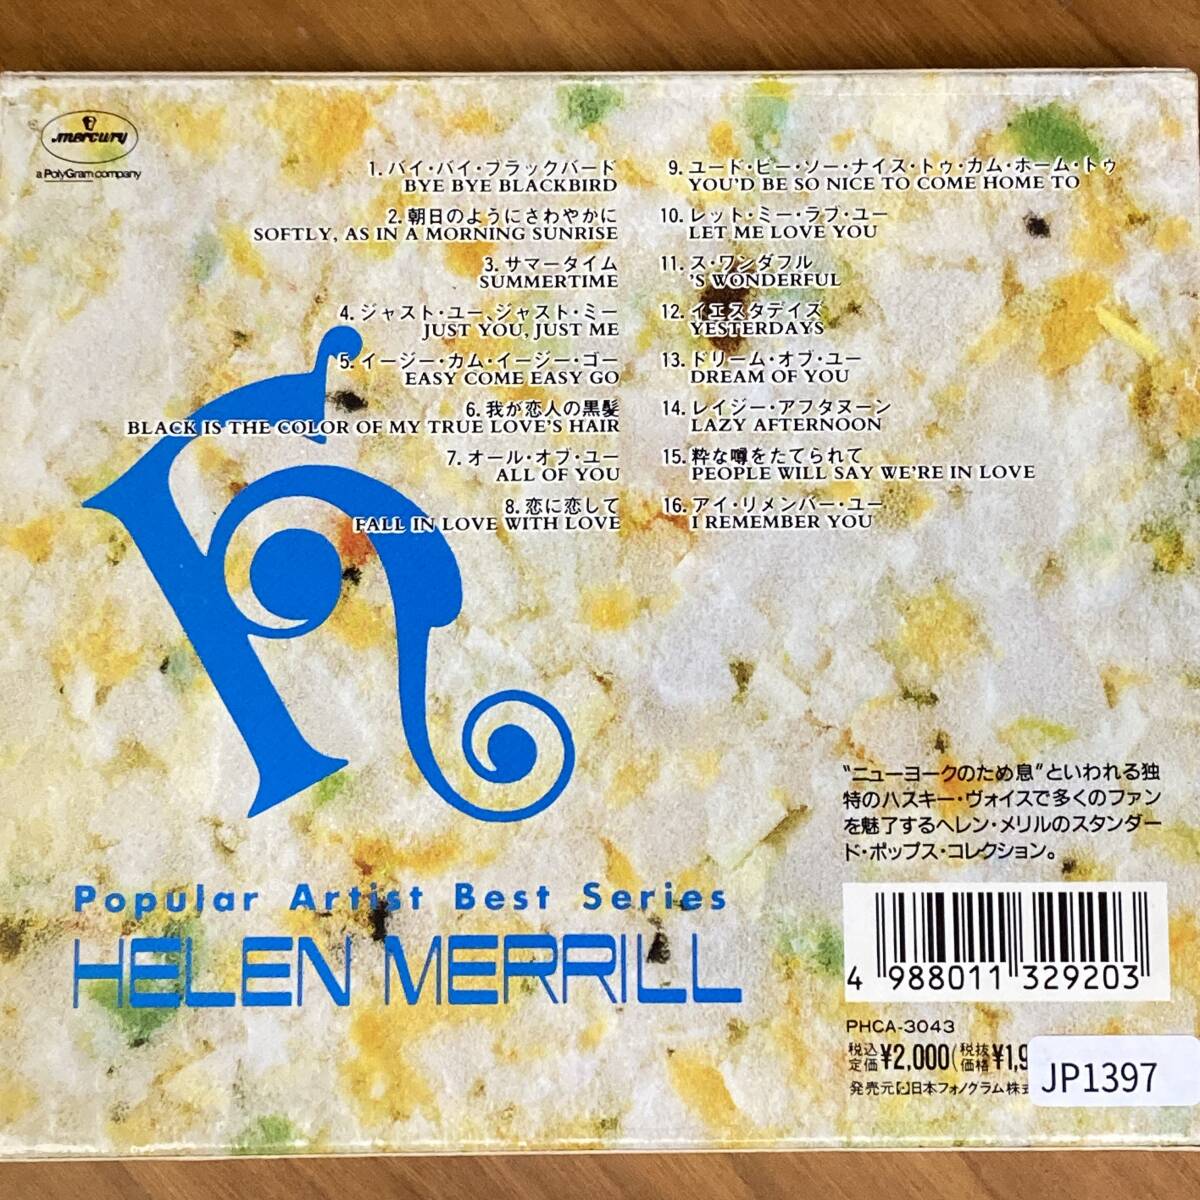 mercury
a PolyGram company
1. バイ・バイ・ブラックバード
BYE BYE BLACKBIRD
2. 朝日のようにさわやかに
SOFTLY, AS IN A MORNING SUNRISE
3. サマータイム
SUMMERTIME
4. ジャスト・ユー、ジャスト・ミー
JUST YOU, JUST ME
5. イージー・カム・イージー・ゴー
EASY COME EASY GO
6. 我が恋人の黒髪
BLACK IS THE COLOR OF MY TRUE LOVE'S HAIR
7. オール・オブ・ユー
ALL OF YOU
8. 恋に恋して
FALL IN LOVE WITH LOVE
9. ユード・ビー・ソー・ナイス・トゥ・カム・ホーム・トゥ
YOU'D BE SO NICE TO COME HOME TO
10. レット・ミー・ラブ・ユー
LET ME LOVE YOU
11. ス・ワンダフル
'S WONDERFUL
12. イエスタデイズ
YESTERDAYS
13. ドリーム・オブ・ユー
DREAM OF YOU
14. レイジー・アフタヌーン
LAZY AFTERNOON
15. 粋な噂をたてられて
PEOPLE WILL SAY WE'RE IN LOVE
16. アイ・リメンバー・ユー
I REMEMBER YOU
h
"ニューヨークのため息"といわれる独
特のハスキー・ヴォイスで多くのファン
を魅了するヘレン・メリルのスタンダー
ド・ポップス・コレクション。
Popular Artist Best Series
HELEN MERRILL
4 988011 329203
PHCA-3043
税込定価¥2,000(税抜価格¥1,9
発売元 日本フォノグラム株式
JP1397